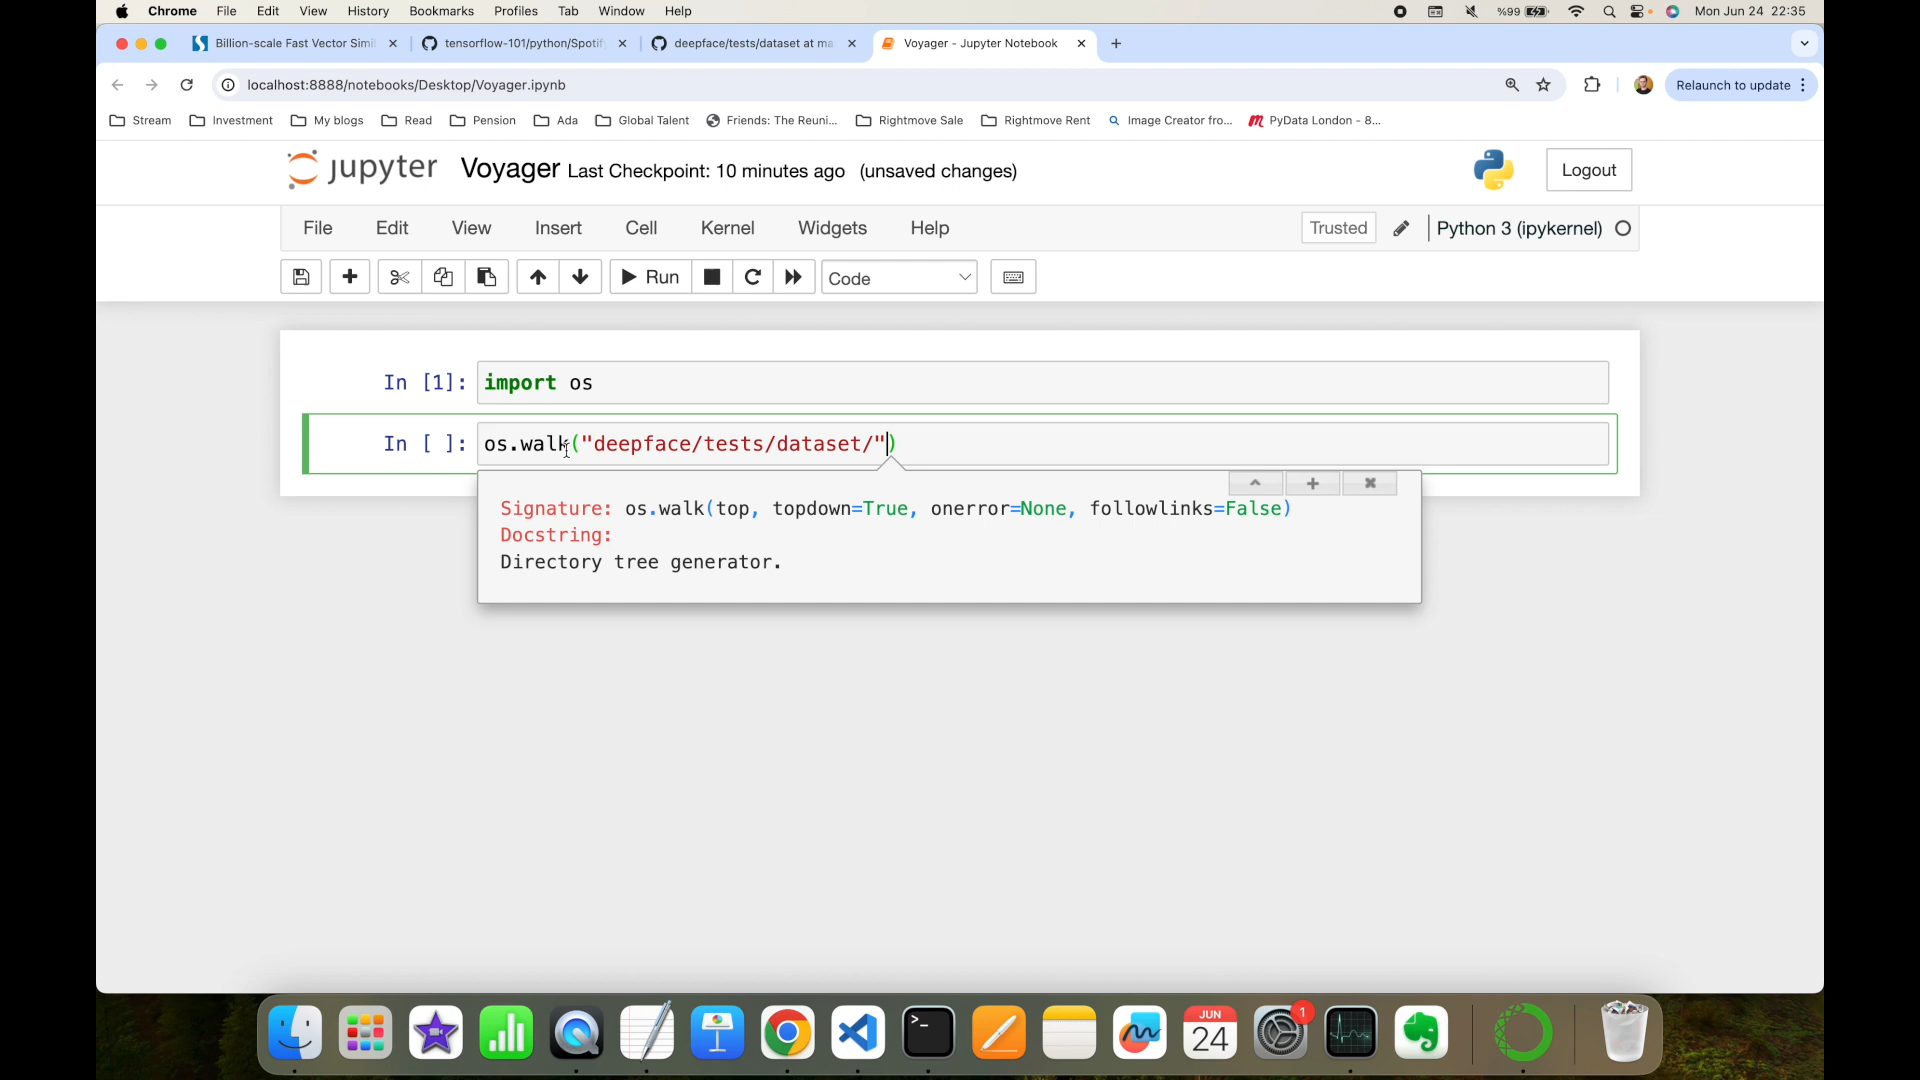 Chrome File Edit View History Bookmarks Profiles Tab Window Help %99 Mon Jun 24 22:35
Billion-scale Fast Vector Simi tensorflow-101/python/Spotif deepface/tests/dataset at ma Voyager - Jupyter Notebook
localhost:8888/notebooks/Desktop/Voyager.ipynb Relaunch to update
Stream Investment My blogs Read Pension Ada Global Talent Friends: The Reuni... Rightmove Sale Rightmove Rent Image Creator fro... PyData London - 8...
jupyter Voyager Last Checkpoint: 10 minutes ago (unsaved changes) Logout
File Edit View Insert Cell Kernel Widgets Help Trusted Python 3 (ipykernel)
Run Code
In [1]: import os
In [ ]: os.walk("deepface/tests/dataset/")
Signature: os.walk(top, topdown=True, onerror=None, followlinks=False)
Docstring:
Directory tree generator.
JUN
24
1